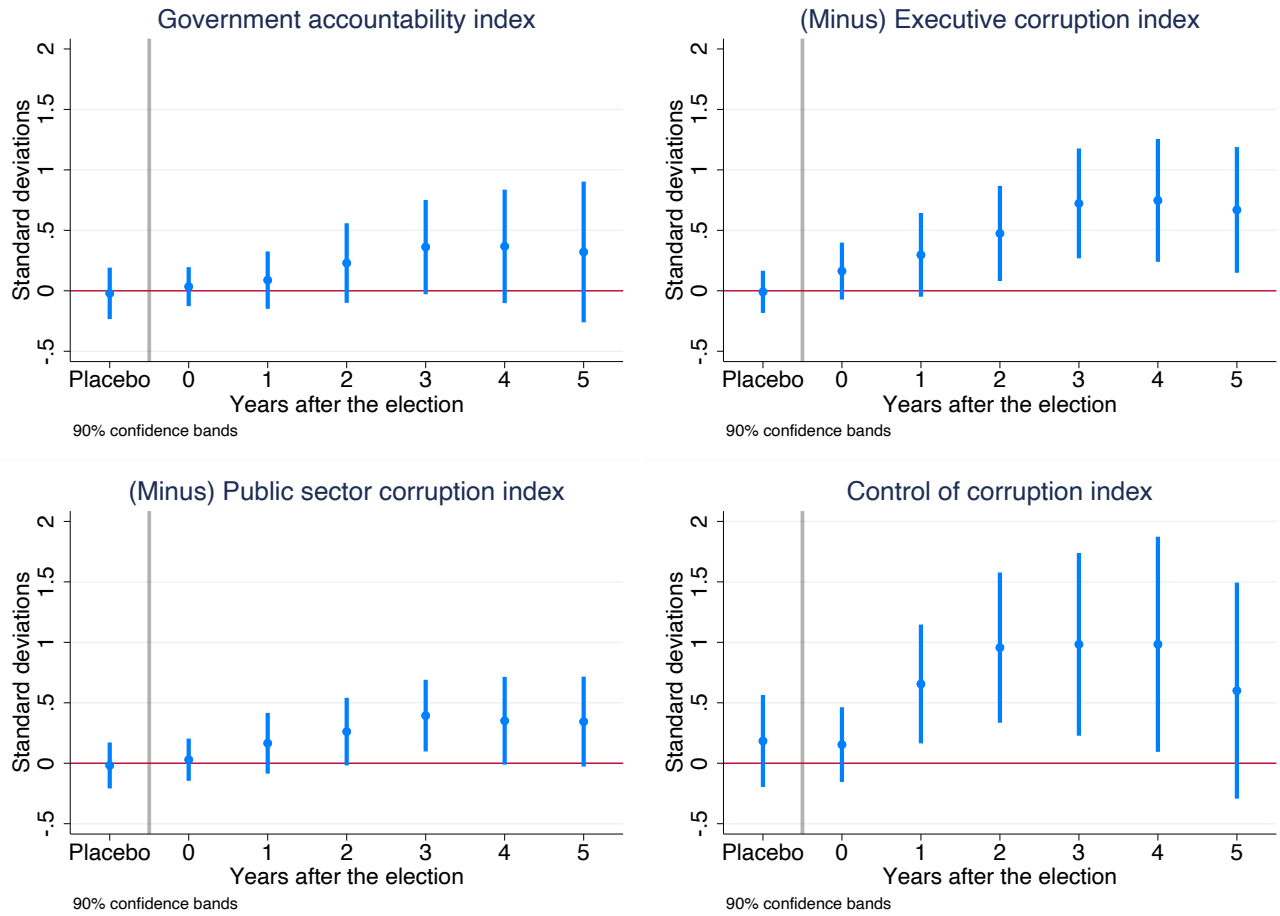 Government accountability index
Standard deviations
2
1.5
1
.5
0
-.5
Placebo 0 1 2 3 4 5
Years after the election
90% confidence bands
(Minus) Executive corruption index
Standard deviations
2
1.5
1
.5
0
-.5
Placebo 0 1 2 3 4 5
Years after the election
90% confidence bands
(Minus) Public sector corruption index
Standard deviations
2
1.5
1
.5
0
-.5
Placebo 0 1 2 3 4 5
Years after the election
90% confidence bands
Control of corruption index
Standard deviations
2
1.5
1
.5
0
-.5
Placebo 0 1 2 3 4 5
Years after the election
90% confidence bands